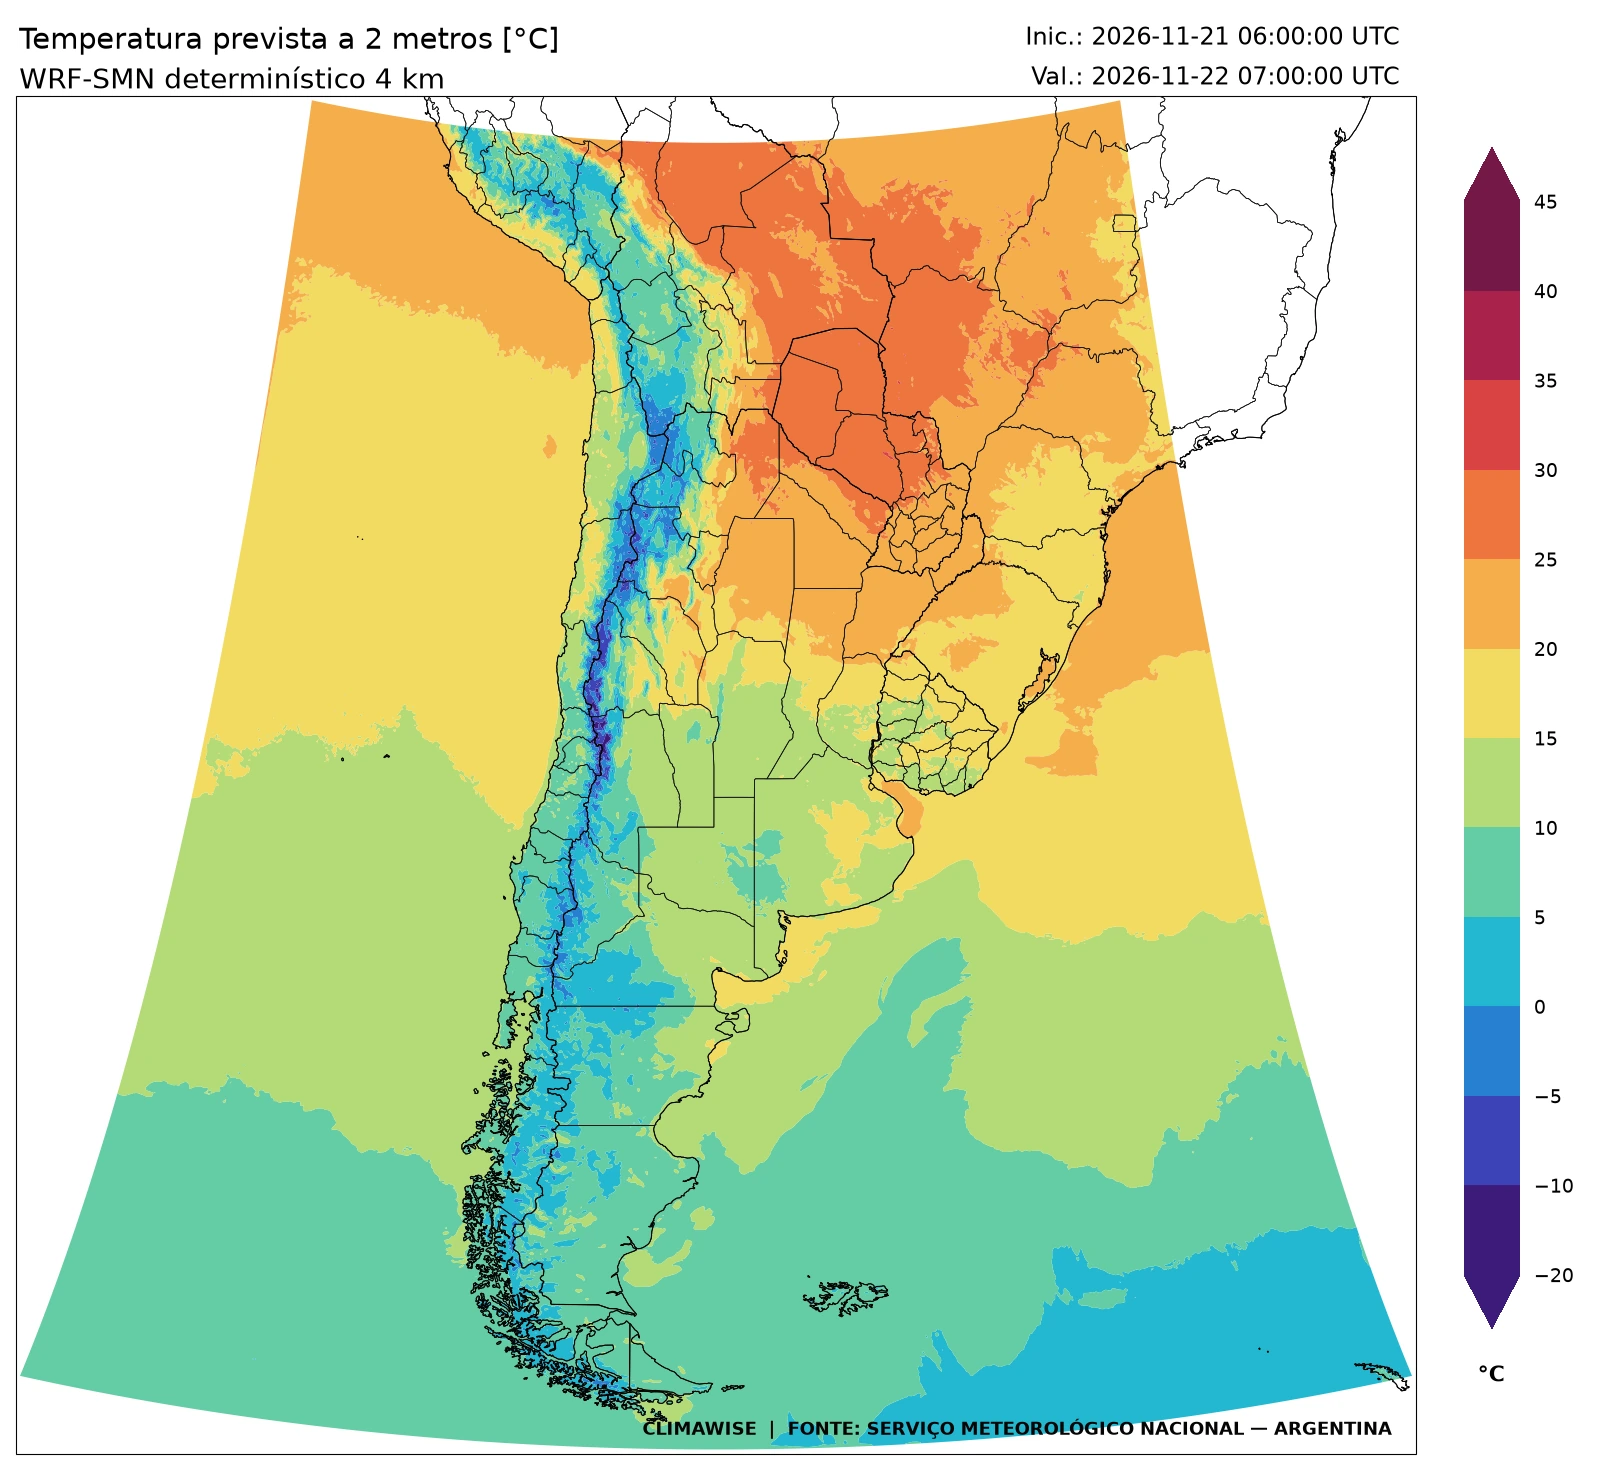 Temperatura prevista a 2 metros [°C]
WRF-SMN determinístico 4 km
Inic.: 2026-11-21 06:00:00 UTC
Val.: 2026-11-22 07:00:00 UTC
45
40
35
30
25
20
15
10
5
0
−5
−10
−20
°C
CLIMAWISE | FONTE: SERVIÇO METEOROLÓGICO NACIONAL — ARGENTINA